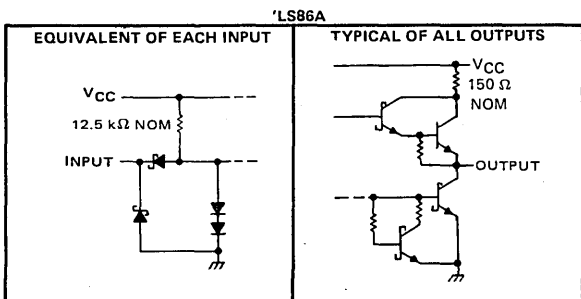 'LS86A
EQUIVALENT OF EACH INPUT
VCC
12.5 kΩ NOM
INPUT
TYPICAL OF ALL OUTPUTS
VCC
150 Ω
NOM
OUTPUT